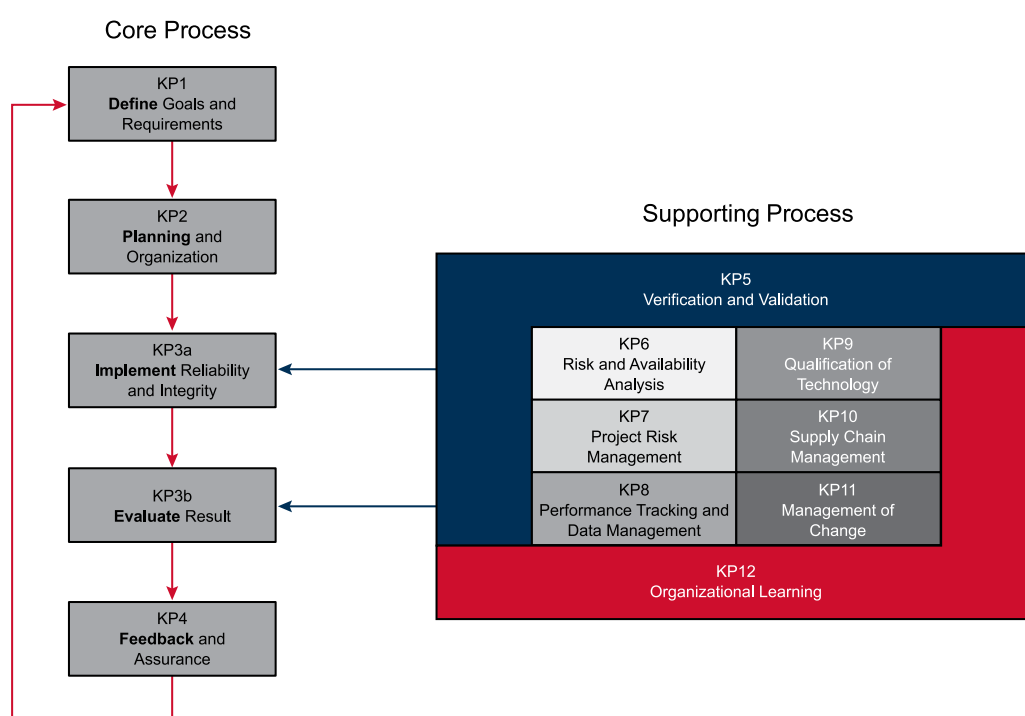 Core Process
KP1
Define Goals and
Requirements
KP2
Planning and
Organization
KP3a
Implement Reliability
and Integrity
KP3b
Evaluate Result
KP4
Feedback and
Assurance
Supporting Process
KP5
Verification and Validation
KP6
Risk and Availability
Analysis
KP9
Qualification of
Technology
KP7
Project Risk
Management
KP10
Supply Chain
Management
KP8
Performance Tracking and
Data Management
KP11
Management of
Change
KP12
Organizational Learning